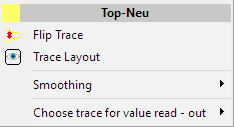 Top-Neu
Flip Trace
Trace Layout
Smoothing
Choose trace for value read - out